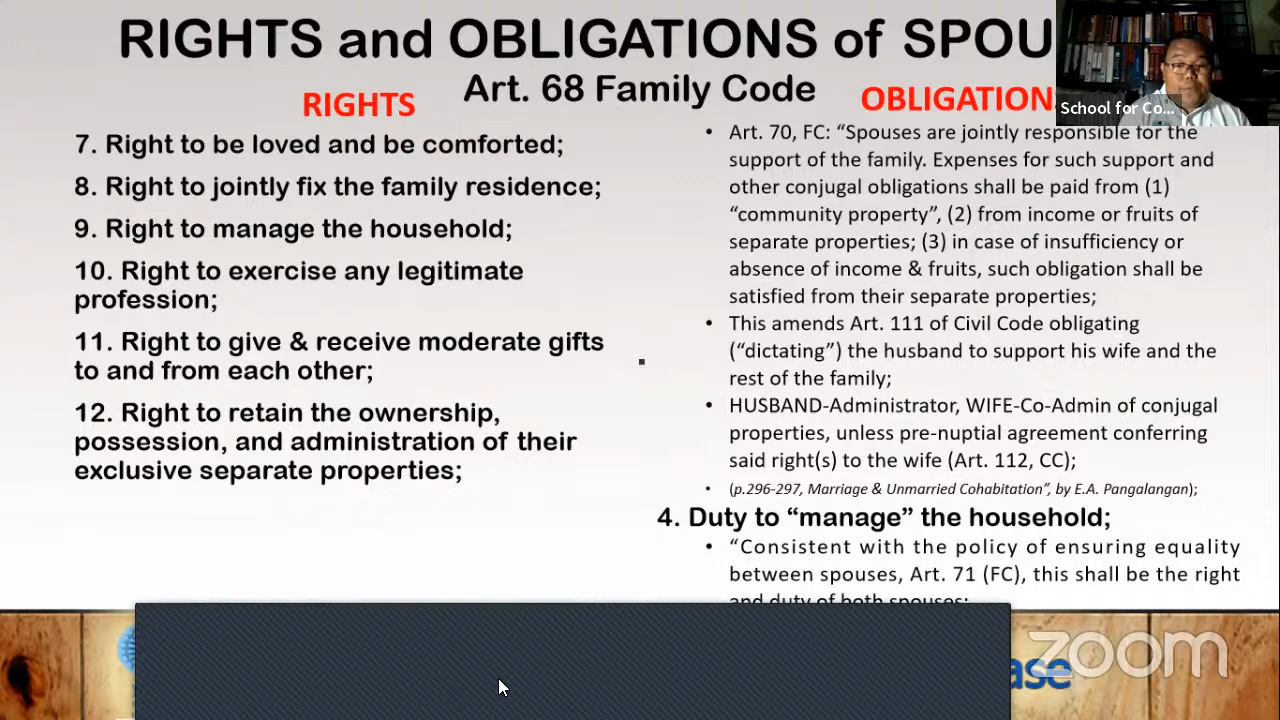 RIGHTS and OBLIGATIONS of SPOU
Art. 68 Family Code
RIGHTS
7. Right to be loved and be comforted;
8. Right to jointly fix the family residence;
9. Right to manage the household;
10. Right to exercise any legitimate
profession;
11. Right to give & receive moderate gifts
to and from each other;
12. Right to retain the ownership,
possession, and administration of their
exclusive separate properties;
OBLIGATION
School for Co...
• Art. 70, FC: “Spouses are jointly responsible for the
support of the family. Expenses for such support and
other conjugal obligations shall be paid from (1)
“community property”, (2) from income or fruits of
separate properties; (3) in case of insufficiency or
absence of income & fruits, such obligation shall be
satisfied from their separate properties;
• This amends Art. 111 of Civil Code obligating
(“dictating”) the husband to support his wife and the
rest of the family;
• HUSBAND-Administrator, WIFE-Co-Admin of conjugal
properties, unless pre-nuptial agreement conferring
said right(s) to the wife (Art. 112, CC);
• (p.296-297, Marriage & Unmarried Cohabitation”, by E.A. Pangalangan);
4. Duty to “manage” the household;
• “Consistent with the policy of ensuring equality
between spouses, Art. 71 (FC), this shall be the right
and duty of both spouses;
zoom
ase